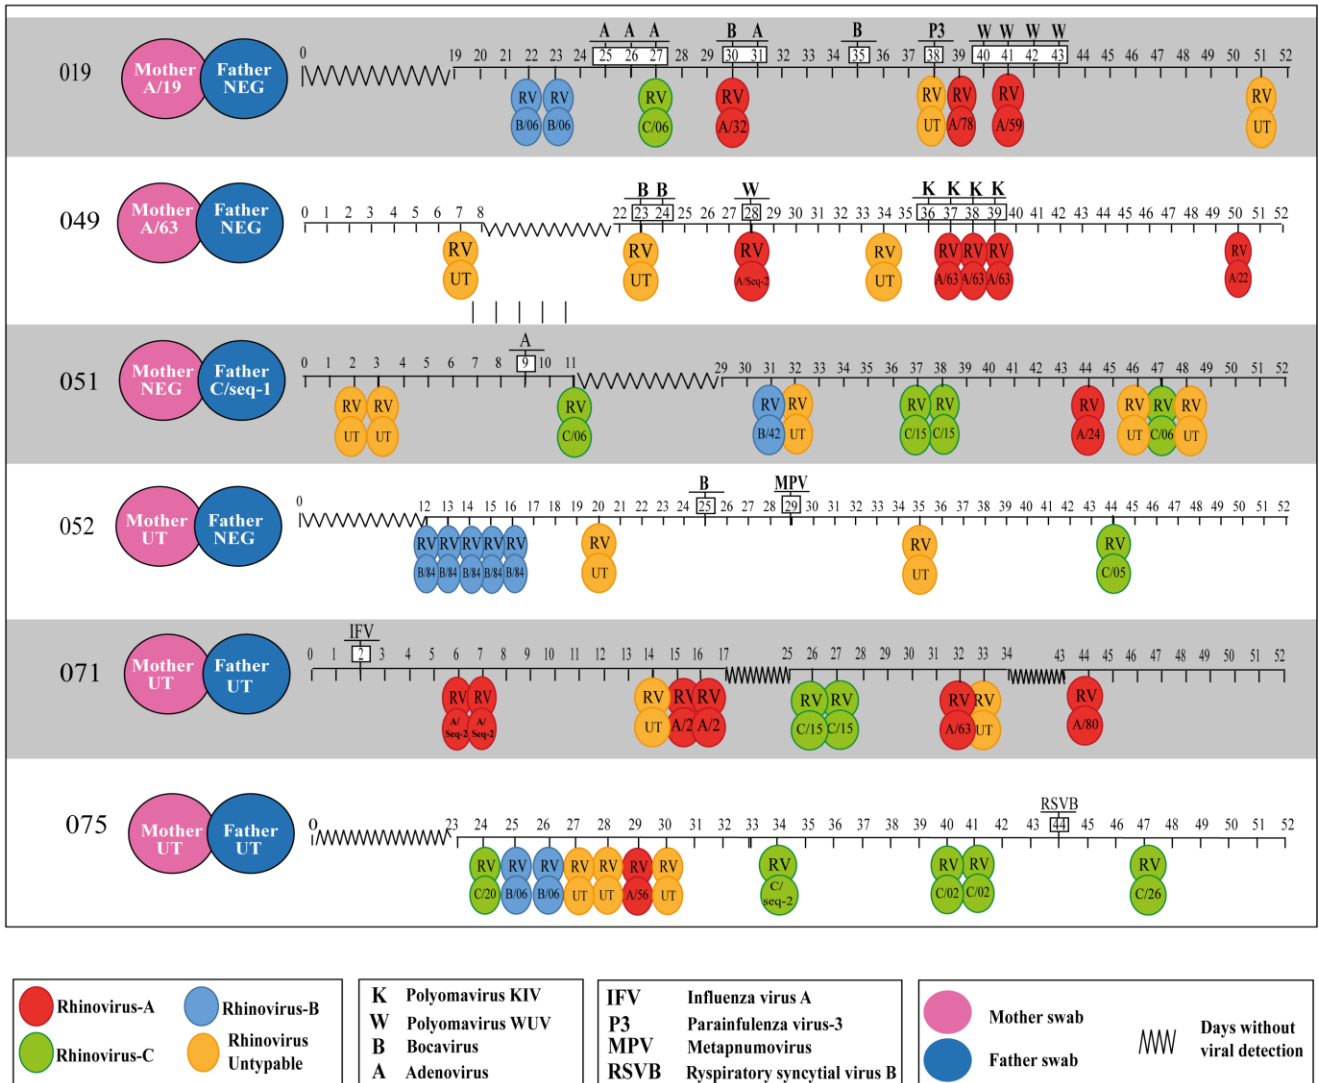 A A A B A B P3 W W W W
0 19 20 21 22 23 24 25 26 27 28 29 30 31 32 33 34 35 36 37 38 39 40 41 42 43 44 45 46 47 48 49 50 51 52
019 Mother Father
A/19 NEG
RV RV RV RV RV RV RV RV
B/06 B/06 C/06 A/32 UT A/78 A/59 UT
B B W K K K K
0 1 2 3 4 5 6 7 8 22 23 24 25 26 27 28 29 30 31 32 33 34 35 36 37 38 39 40 41 42 43 44 45 46 47 48 49 50 51 52
049 Mother Father
A/63 NEG
RV RV RV RV RV RV RV RV
UT UT A/Seq-2 UT A/63 A/63 A/63 A/22
A
0 1 2 3 4 5 6 7 8 9 10 11 29 30 31 32 33 34 35 36 37 38 39 40 41 42 43 44 45 46 47 48 49 50 51 52
051 Mother Father
NEG C/seq-1
RV RV RV RV RV RV RV RV RV RV RV
UT UT C/06 B/42 UT C/15 C/15 A/24 UT C/06 UT
B MPV
0 12 13 14 15 16 17 18 19 20 21 22 23 24 25 26 27 28 29 30 31 32 33 34 35 36 37 38 39 40 41 42 43 44 45 46 47 48 49 50 51 52
052 Mother Father
UT NEG
RV RV RV RV RV RV RV RV
B/84 B/84 B/84 B/84 B/84 UT UT C/05
IFV
0 1 2 3 4 5 6 7 8 9 10 11 12 13 14 15 16 17 25 26 27 28 29 30 31 32 33 34 43 44 45 46 47 48 49 50 51 52
071 Mother Father
UT UT
RV RV RV RV RV RV RV RV RV RV
A/ A/
Seq-2 Seq-2 UT A/2 A/2 C/15 C/15 A/63 UT A/80
RSVB
0 23 24 25 26 27 28 29 30 31 32 33 34 35 36 37 38 39 40 41 42 43 44 45 46 47 48 49 50 51 52
075 Mother Father
UT UT
RV RV RV RV RV RV RV RV RV RV RV
C/20 B/06 B/06 UT UT A/56 UT C/ C/02 C/02 C/26
seq-2
Rhinovirus-A
Rhinovirus-B
Rhinovirus-C
Rhinovirus
Untypable
K Polyomavirus KIV
W Polyomavirus WUV
B Bocavirus
A Adenovirus
IFV Influenza virus A
P3 Parainfulenza virus-3
MPV Metapnumovirus
RSVB Ryspiratory syncytial virus B
Mother swab
Father swab
Days without
viral detection